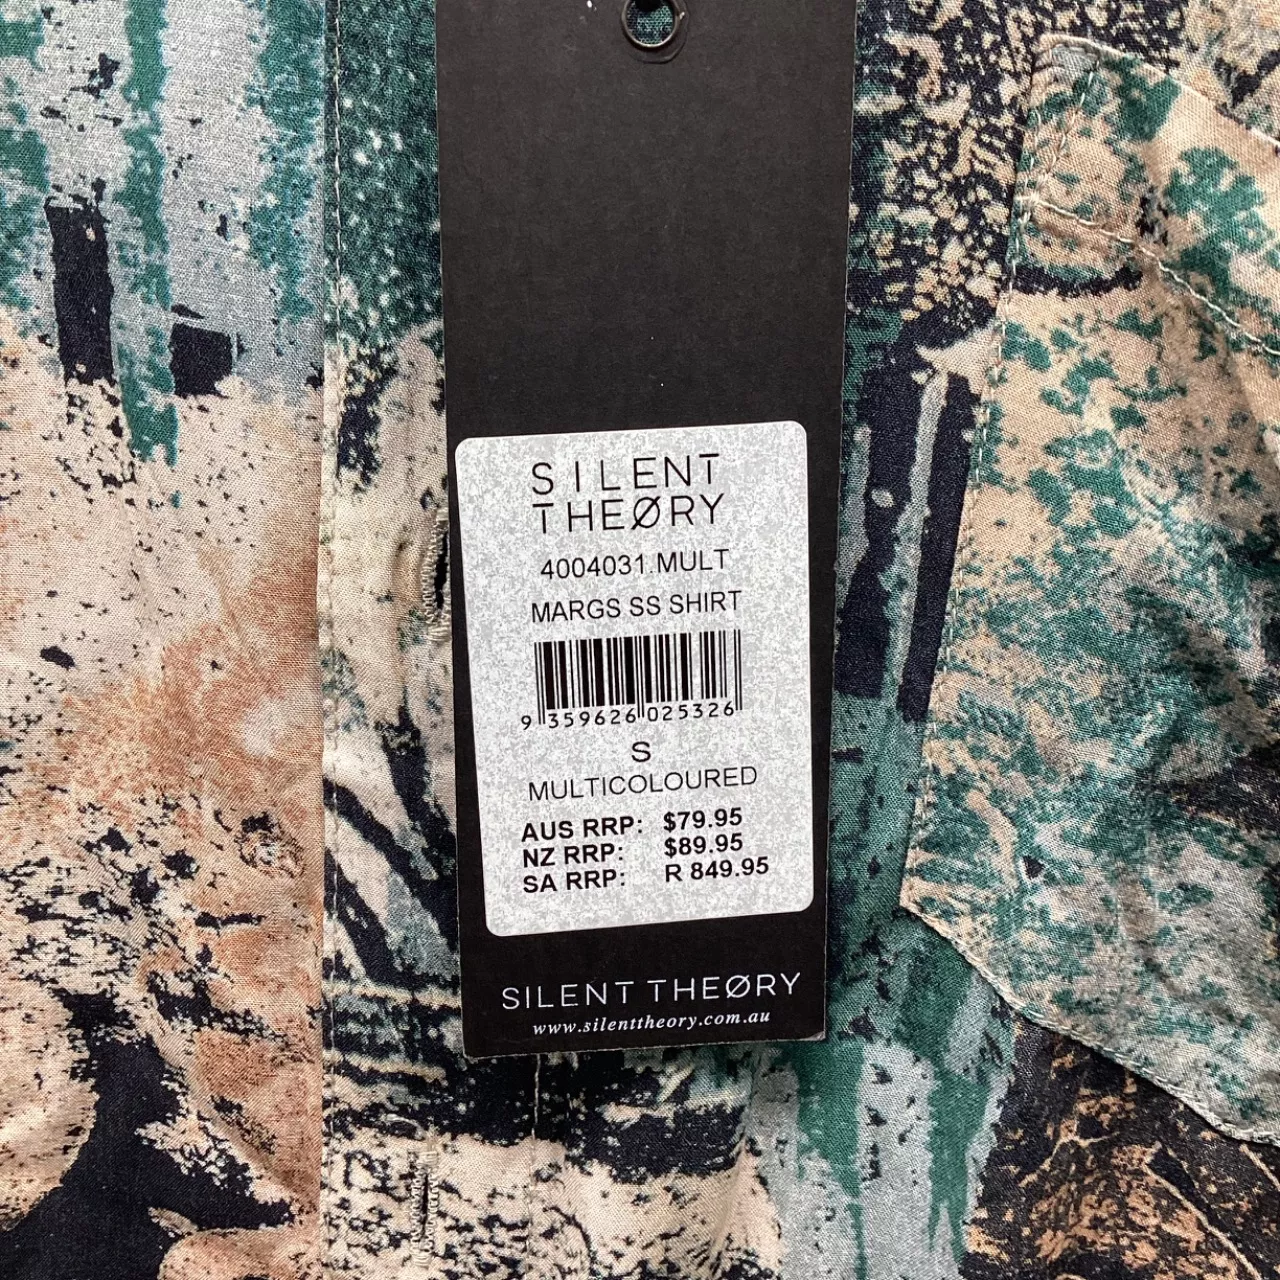 SILENT
THEØRY
4004031.MULT
MARGS SS SHIRT
9 359626 025326
S
MULTICOLOURED
AUS RRP: $79.95
NZ RRP: $89.95
SA RRP: R 849.95
SILENT THEØRY
www.silenttheory.com.au